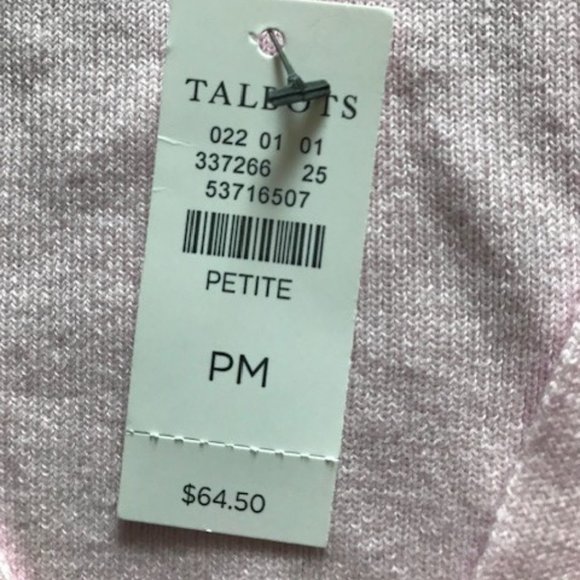 TALBOTS
022 01 01
337266 25
53716507
PETITE
PM
$64.50